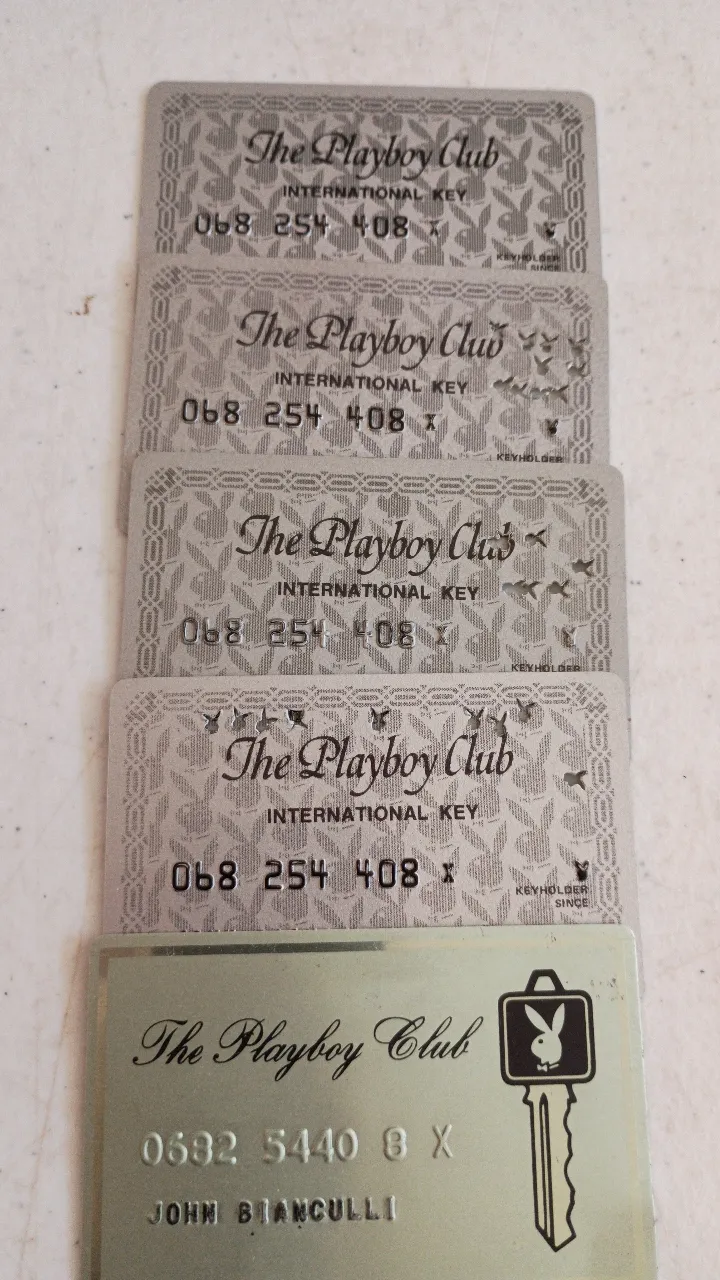 The Playboy Club
INTERNATIONAL KEY
068 254 408 X
KEYHOLDER
SINCE
The Playboy Club
INTERNATIONAL KEY
068 254 408 X
KEYHOLDER
The Playboy Club
INTERNATIONAL KEY
068 254 408 X
KEYHOLDER
The Playboy Club
INTERNATIONAL KEY
068 254 408 X
KEYHOLDER
SINCE
The Playboy Club
0682 5440 8 X
JOHN BIANCULLI